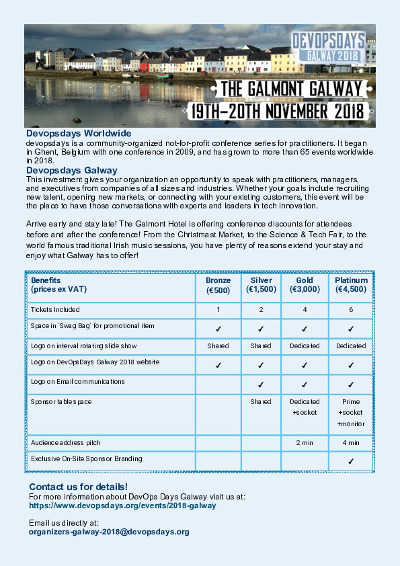 DEVOPSDAYS
GALWAY 2018
THE GALMONT GALWAY
19TH-20TH NOVEMBER 2018
Devopsdays Worldwide
devopsdays is a community-organized not-for-profit conference series for practitioners. It began
in Ghent, Belgium with one conference in 2009, and has grown to more than 65 events worldwide
in 2018.
Devopsdays Galway
This investment gives your organization an opportunity to speak with practitioners, managers,
and executives from companies of all sizes and industries. Whether your goals include recruiting
new talent, opening new markets, or connecting with your existing customers, this event will be
the place to have those conversations with experts and leaders in tech innovation.
Arrive early and stay late! The Galmont Hotel is offering conference discounts for attendees
before and after the conference! From the Christmast Market, to the Science & Tech Fair, to the
world famous traditional Irish music sessions, you have plenty of reasons extend your stay and
enjoy what Galway has to offer!
Benefits Bronze Silver Gold Platinum
(prices ex VAT) (€500) (€1,500) (€3,000) (€4,500)
Tickets Included 1 2 4 6
Space in 'Swag Bag' for promotional item ✓ ✓ ✓ ✓
Logo on interval rotating slide show Shared Shared Dedicated Dedicated
Logo on DevOpsDays Galway 2018 website ✓ ✓ ✓ ✓
Logo on Email communications ✓ ✓ ✓
Sponsor tables pace Shared Dedicated Prime
+socket +socket
+monitor
Audience address pitch 2 min 4 min
Exclusive On-Site Sponsor Branding ✓
Contact us for details!
For more information about DevOps Days Galway visit us at:
https://www.devopsdays.org/events/2018-galway
Email us directly at:
organizers-galway-2018@devopsdays.org